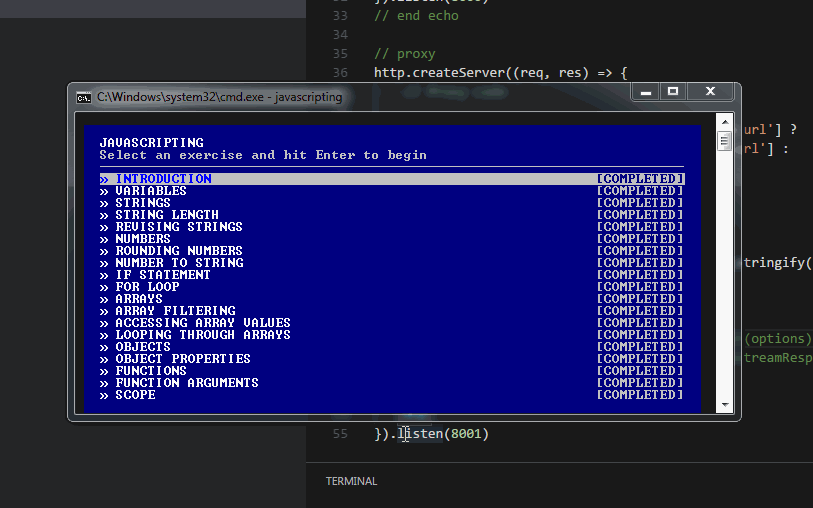 33 // end echo
34
35 // proxy
36 http.createServer((req, res) => {
C:\Windows\system32\cmd.exe - javascripting
JAVASCRIPTING
Select an exercise and hit Enter to begin
» INTRODUCTION [COMPLETED]
» VARIABLES [COMPLETED]
» STRINGS [COMPLETED]
» STRING LENGTH [COMPLETED]
» REVISING STRINGS [COMPLETED]
» NUMBERS [COMPLETED]
» ROUNDING NUMBERS [COMPLETED]
» NUMBER TO STRING [COMPLETED]
» IF STATEMENT [COMPLETED]
» FOR LOOP [COMPLETED]
» ARRAYS [COMPLETED]
» ARRAY FILTERING [COMPLETED]
» ACCESSING ARRAY VALUES [COMPLETED]
» LOOPING THROUGH ARRAYS [COMPLETED]
» OBJECTS [COMPLETED]
» OBJECT PROPERTIES [COMPLETED]
» FUNCTIONS [COMPLETED]
» FUNCTION ARGUMENTS [COMPLETED]
» SCOPE [COMPLETED]
url'] ?
rl'] :
tringify(
(options)
treamResp
55 }).listen(8001)
TERMINAL